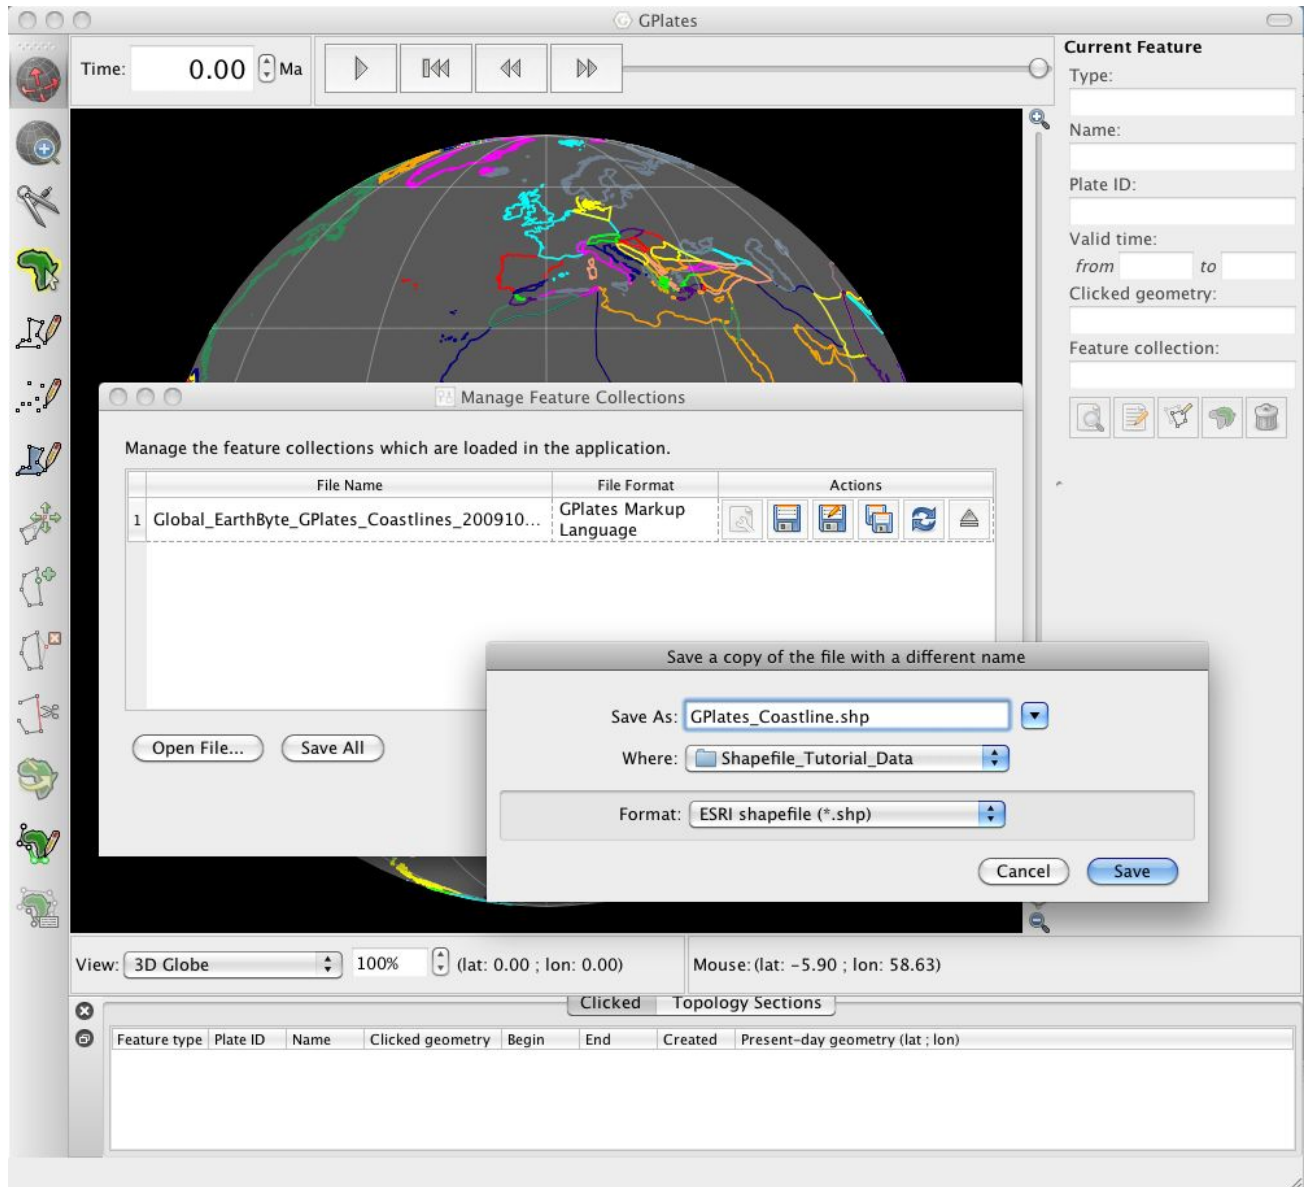 GPlates
Time: 0.00 Ma
Current Feature
Type:
Name:
Plate ID:
Valid time:
from to
Clicked geometry:
Feature collection:
Manage Feature Collections
Manage the feature collections which are loaded in the application.
File Name File Format Actions
1 Global_EarthByte_GPlates_Coastlines_200910... GPlates Markup Language
Save a copy of the file with a different name
Save As: GPlates_Coastline.shp
Where: Shapefile_Tutorial_Data
Format: ESRI shapefile (*.shp)
Cancel Save
Open File... Save All
View: 3D Globe 100% (lat: 0.00 ; lon: 0.00) Mouse: (lat: -5.90 ; lon: 58.63)
Clicked Topology Sections
Feature type Plate ID Name Clicked geometry Begin End Created Present-day geometry (lat ; lon)